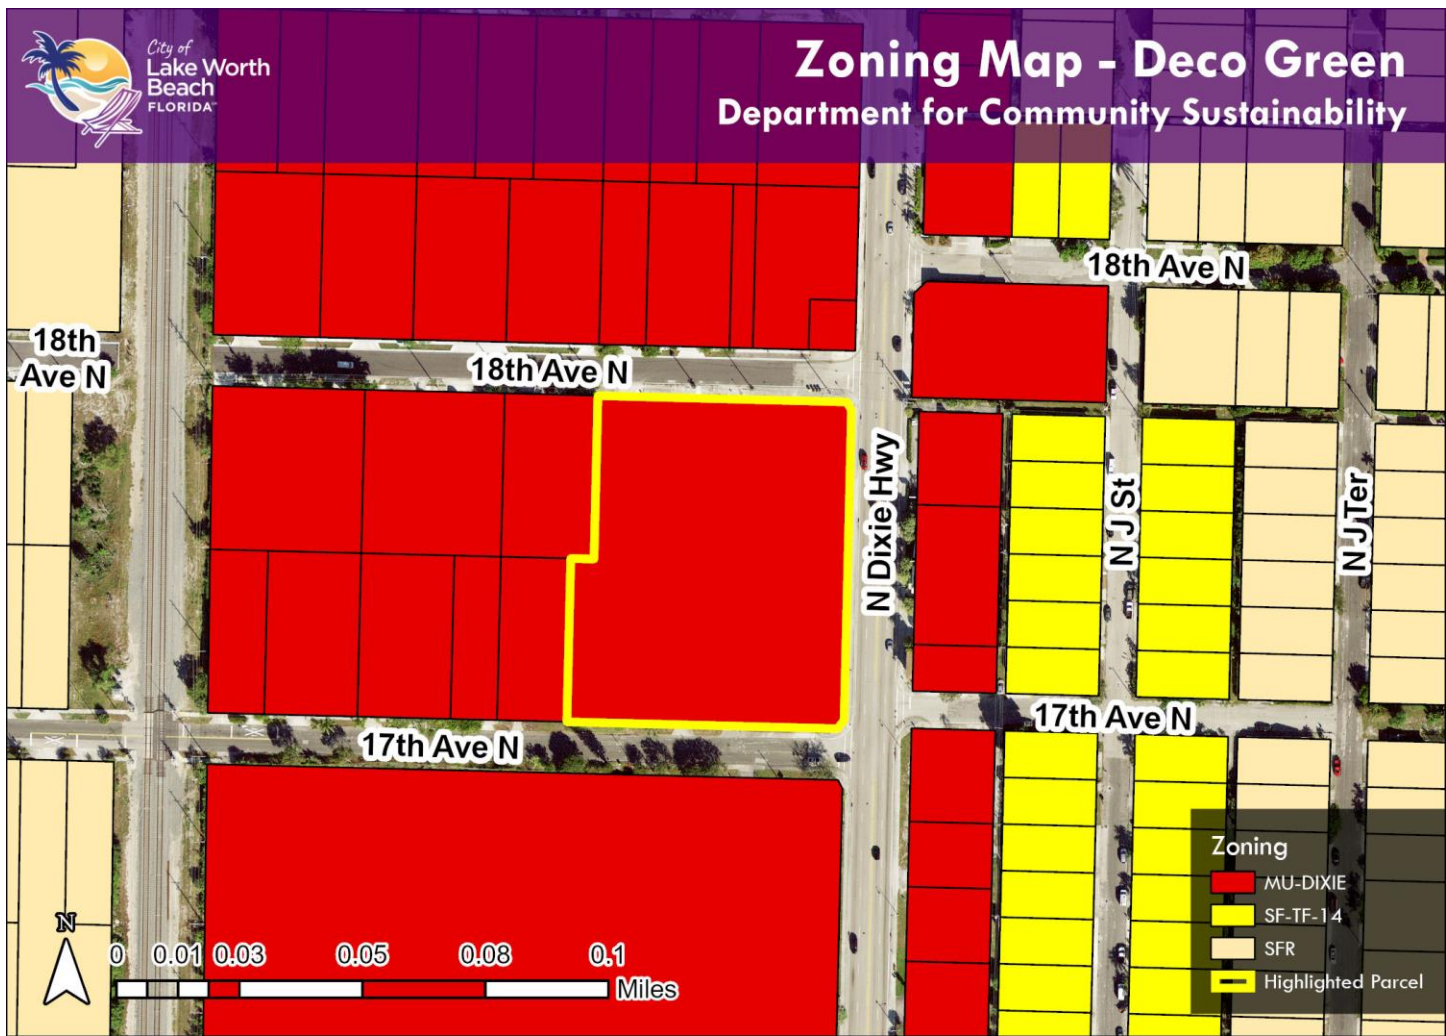 City of
Lake Worth
Beach
FLORIDA
Zoning Map - Deco Green
Department for Community Sustainability
18th Ave N
18th
Ave N
18th Ave N
N Dixie Hwy
N J St
N J Ter
17th Ave N
17th Ave N
Zoning
MU-DIXIE
SF-TF-14
SFR
Highlighted Parcel
N
0 0.01 0.03 0.05 0.08 0.1
Miles